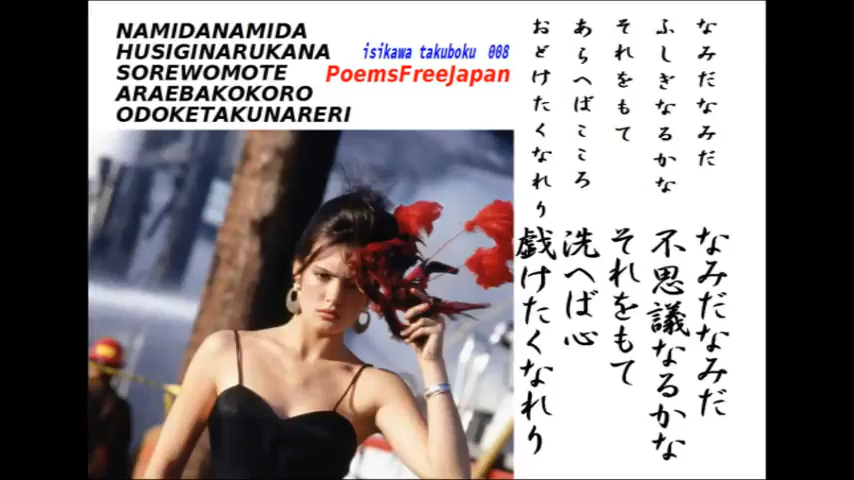 NAMIDANAMIDA
HUSIGINARUKANA
SOREWOMOTE
ARAEBAKOKORO
ODOKETAKUNARERI
isikawa takuboku 008
PoemsFreeJapan
なみだなみだ
ふしぎなるかな
それをもて
あらへばこころ
おどけたくなれり
なみだなみだ
不思議なるかな
それをもて
洗へば心
戯けたくなれり